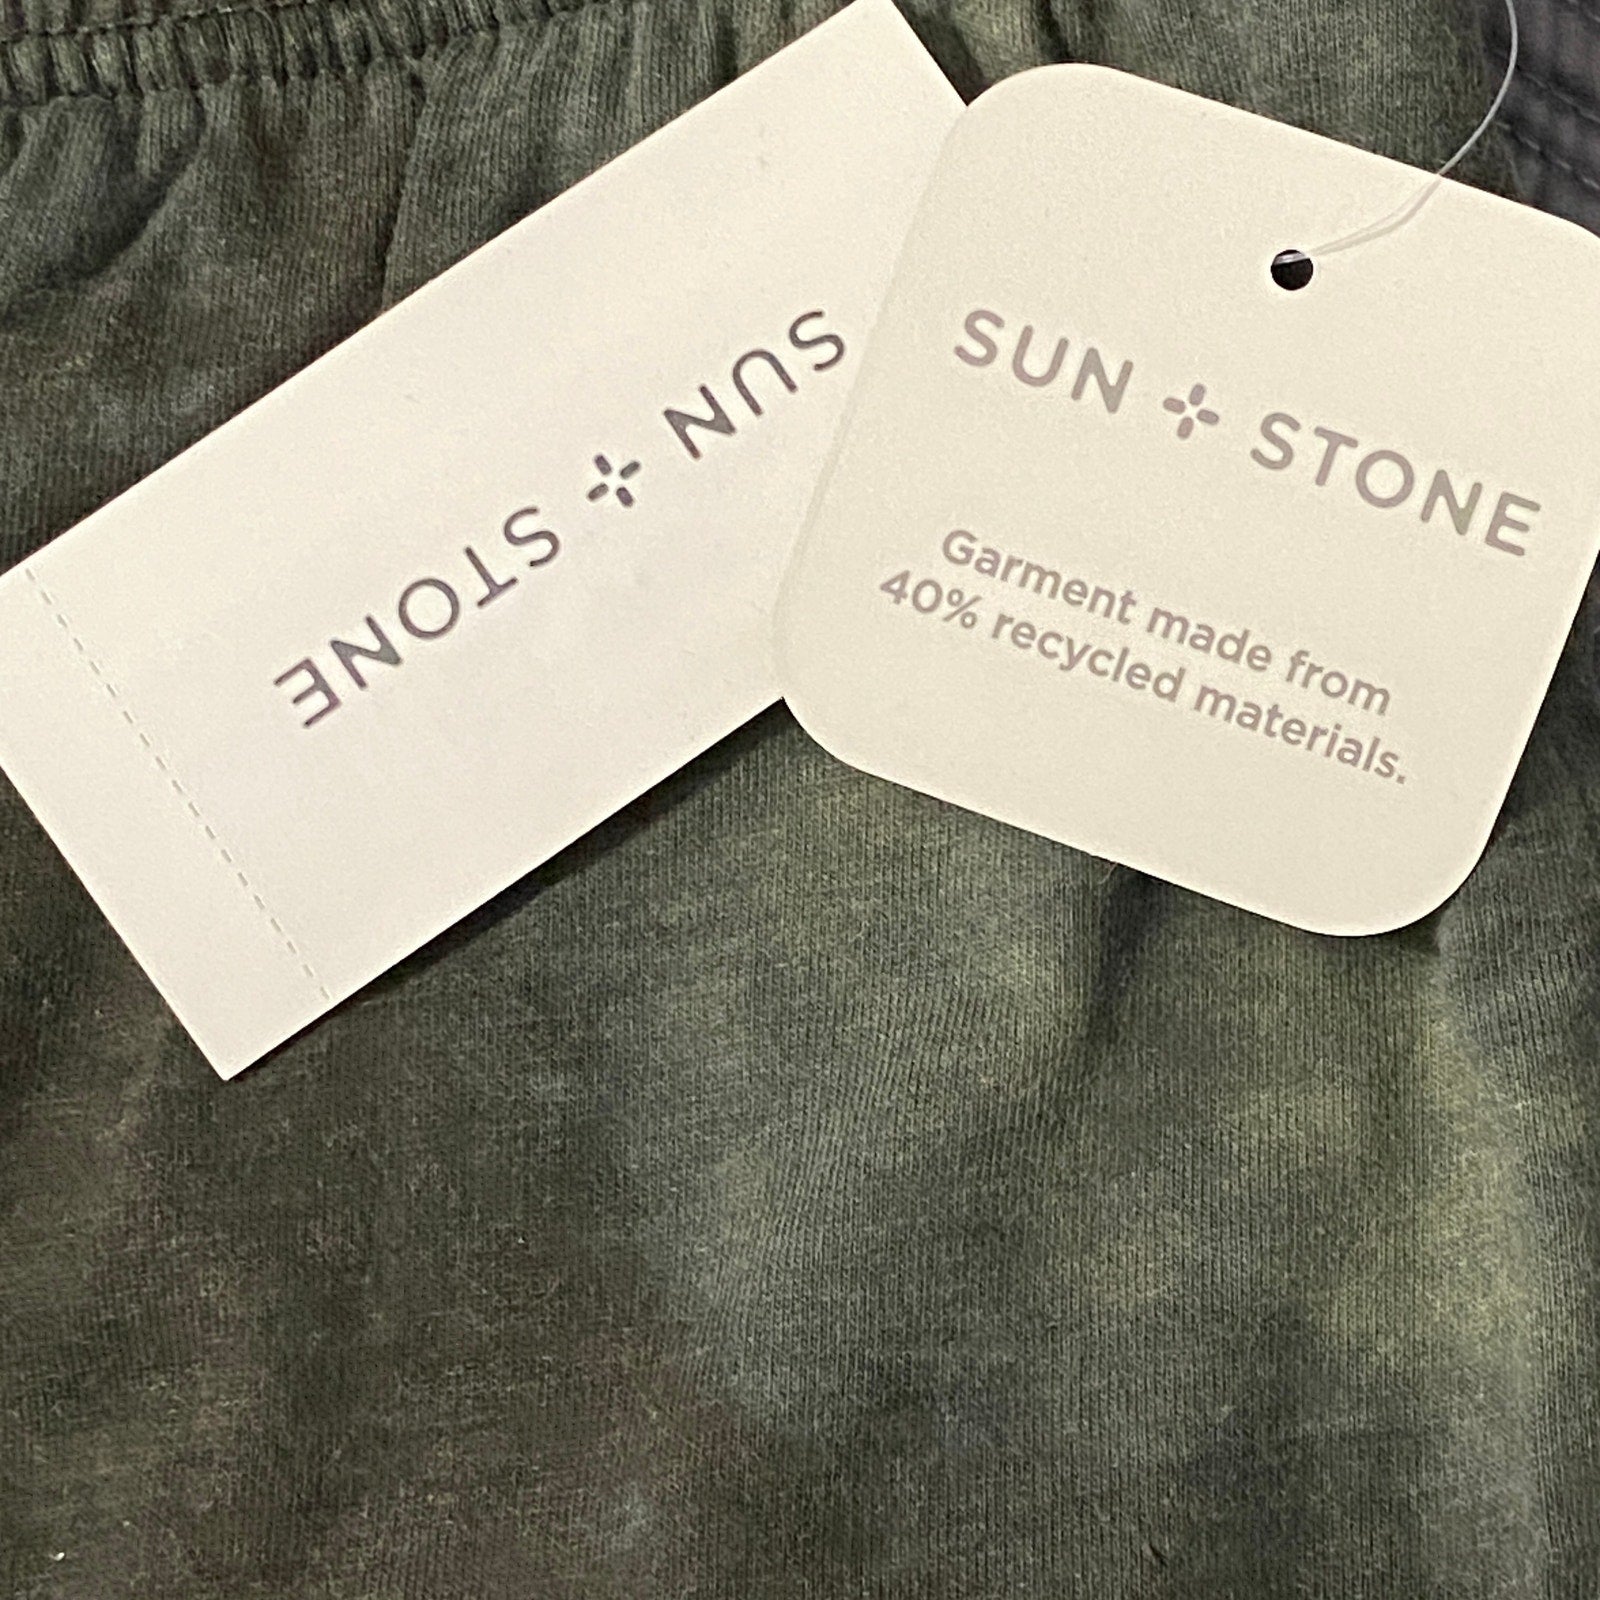 SUN + STONE
SUN + STONE
Garment made from
40% recycled materials.